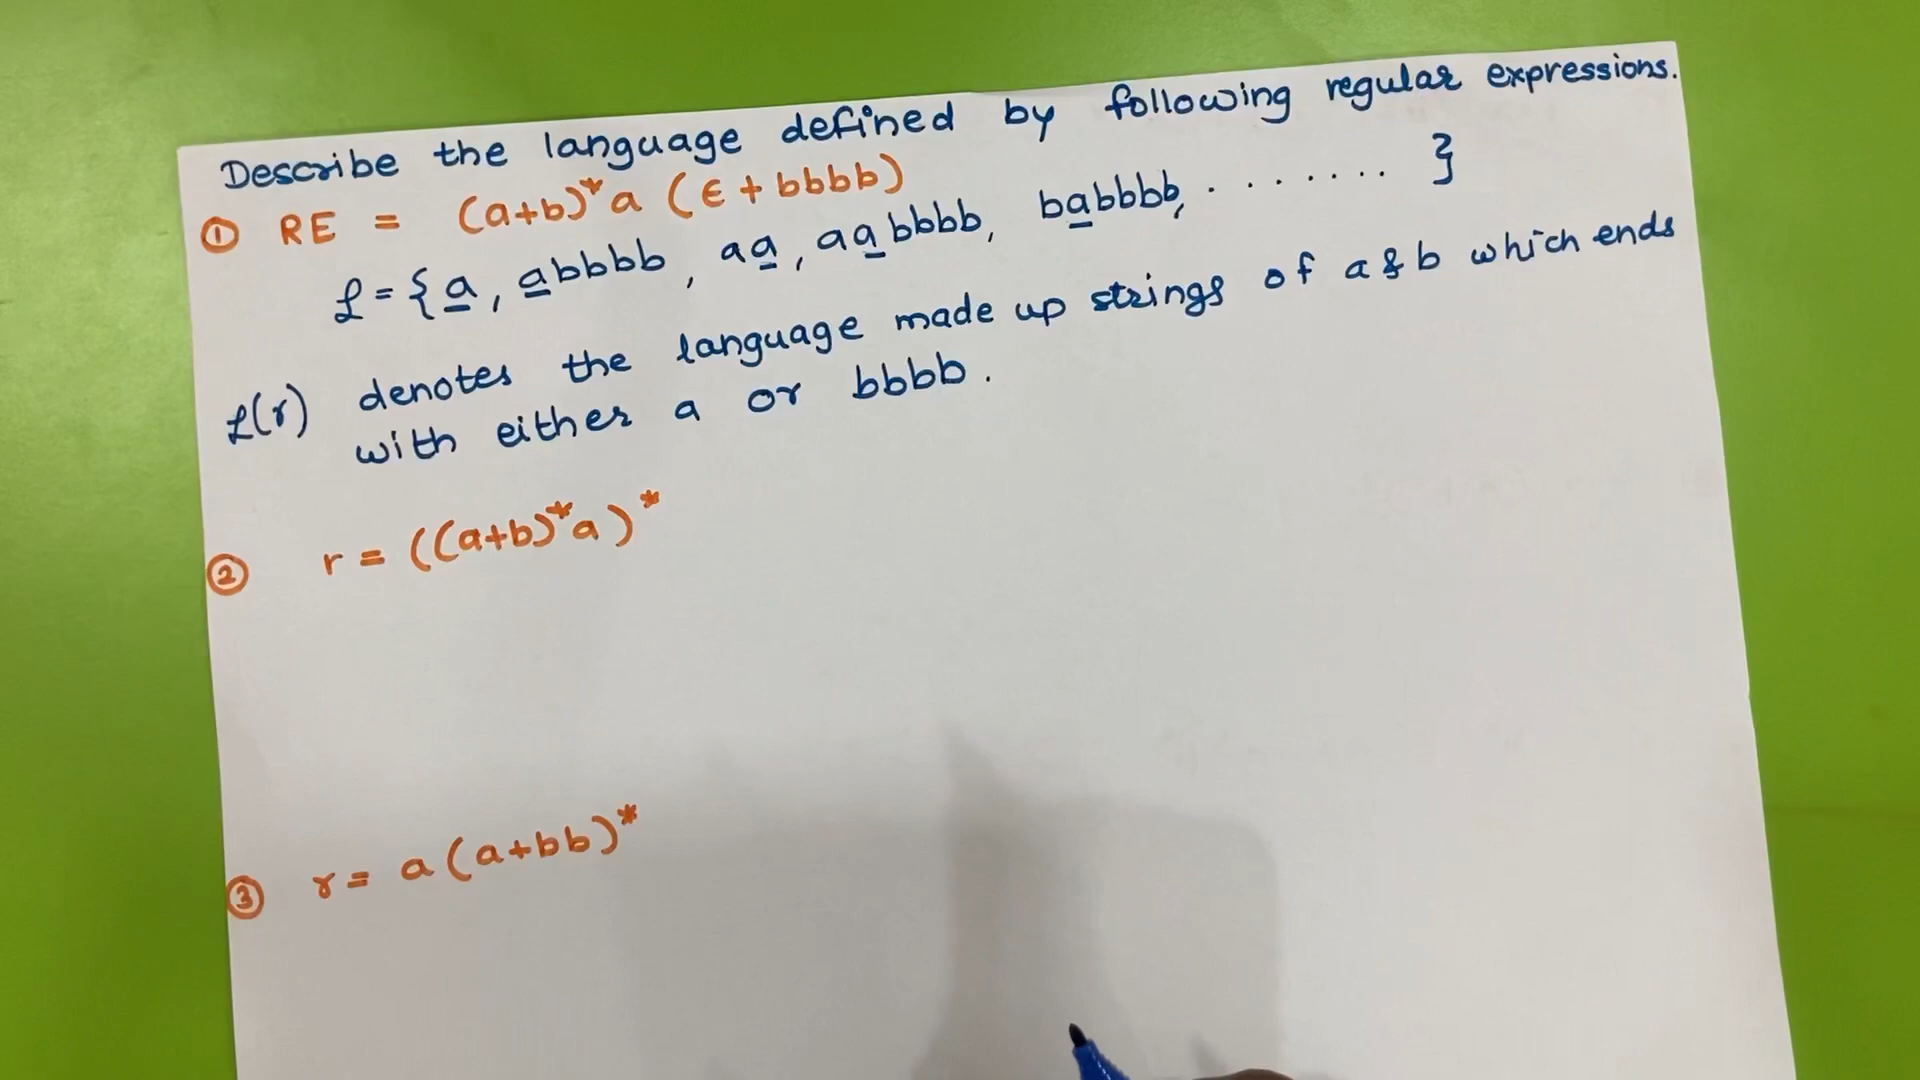 Describe the language defined by following regular expressions.
① RE = (a+b)*a (ϵ + bbbb)
ℒ = {a, abbbb, aa, aabbbb, babbbb, ........ }
ℒ(r) denotes the language made up strings of a & b which ends
with either a or bbbb.
② r = ((a+b)*a)*
③ r = a(a+bb)*